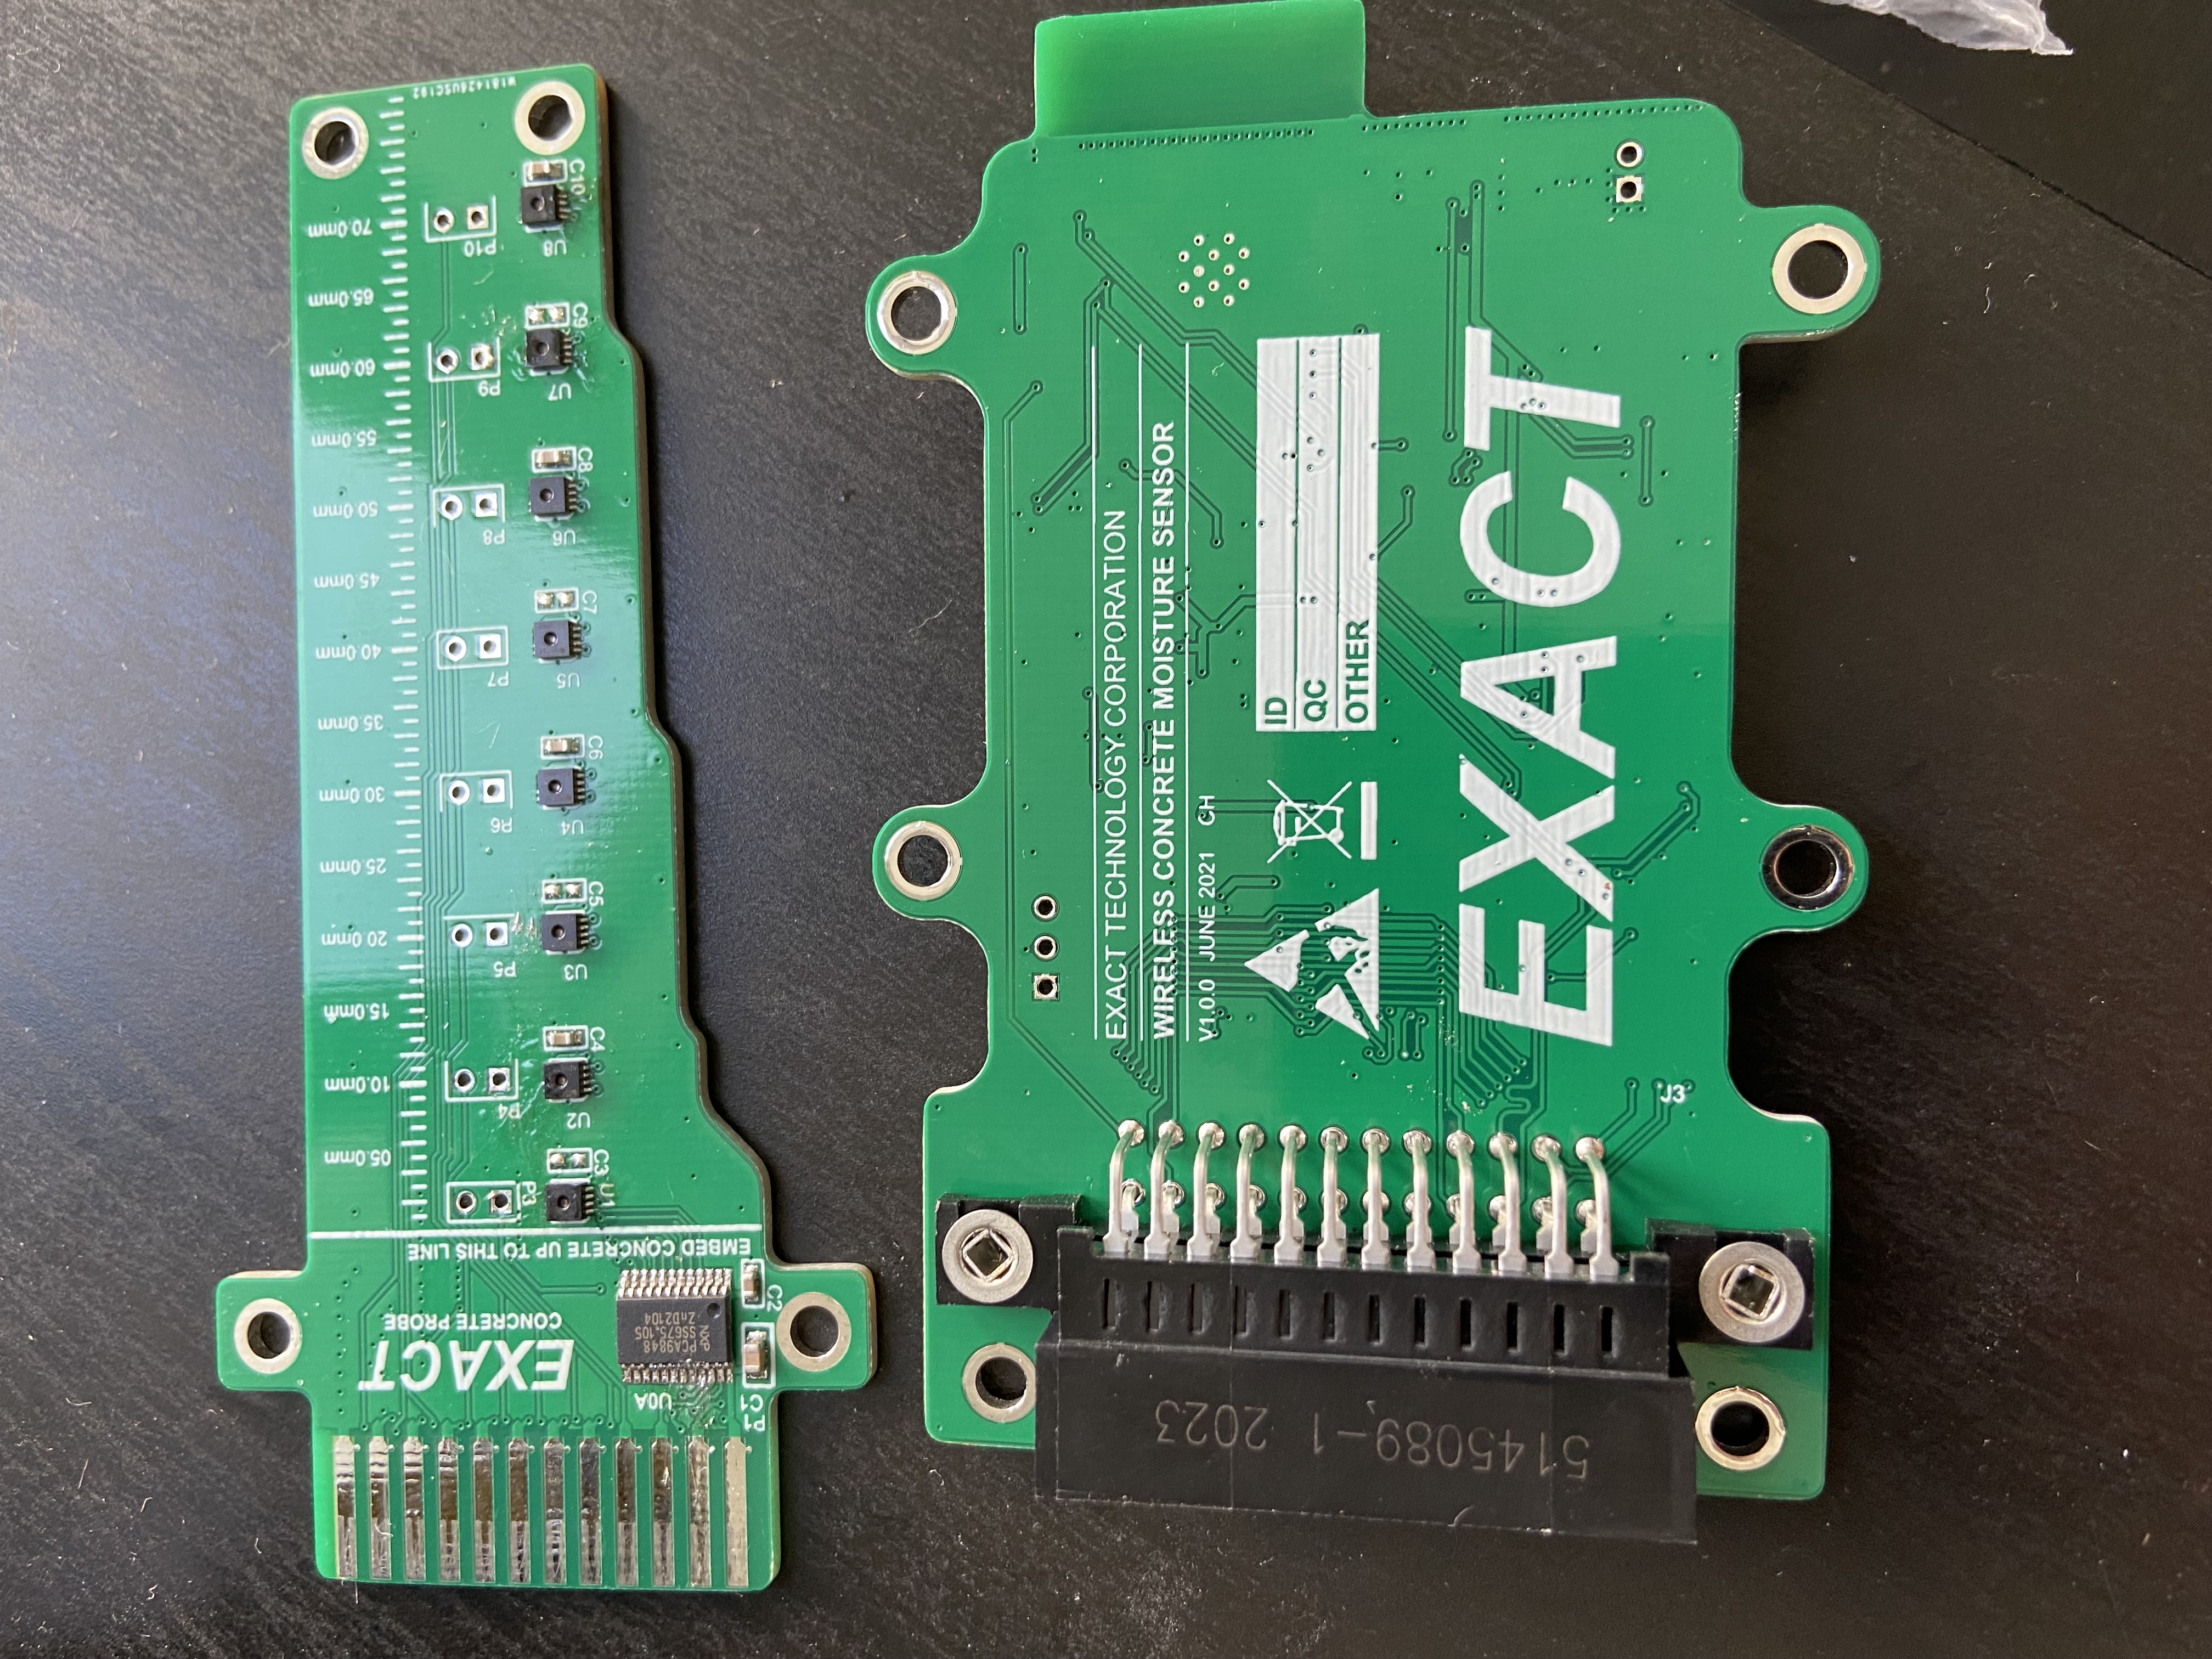 05.0mm
10.0mm
15.0mm
20.0mm
25.0mm
30.0mm
35.0mm
40.0mm
45.0mm
50.0mm
55.0mm
60.0mm
65.0mm
70.0mm
EXACT
CONCRETE PROBE
EMBED CONCRETE UP TO THIS LINE
P4
P5
P6
P7
P8
P9
P10
U1
C3
U2
C4
U3
C5
U4
C6
U5
C7
U6
C8
U7
C9
U8
C10
U0A
PCA9848
SS675.105
ZnD2104
P1
C1
C2
5145089-1 2023
EXACT TECHNOLOGY CORPORATION
WIRELESS CONCRETE MOISTURE SENSOR
V1.0.0 JUNE 2021 CH
ID
QC
OTHER
EXACT
J3